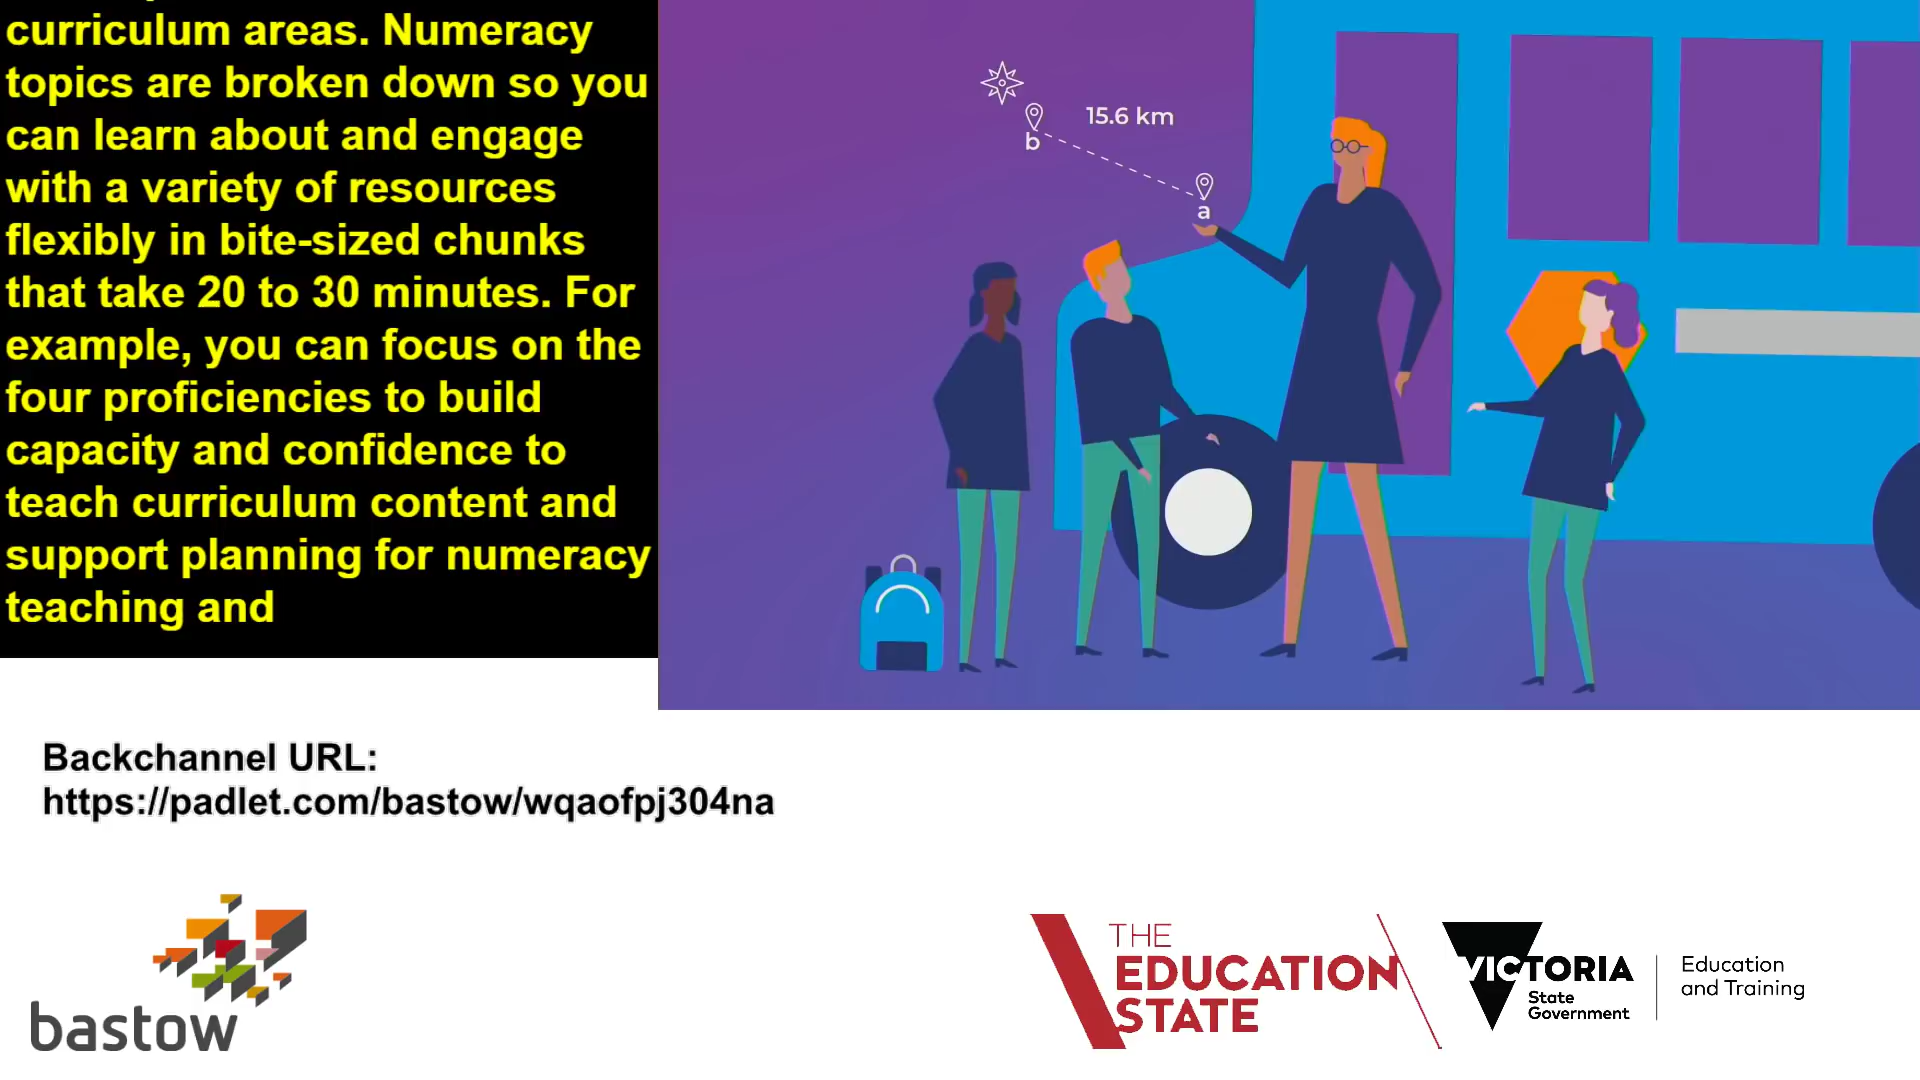 curriculum areas. Numeracy
topics are broken down so you
can learn about and engage
with a variety of resources
flexibly in bite-sized chunks
that take 20 to 30 minutes. For
example, you can focus on the
four proficiencies to build
capacity and confidence to
teach curriculum content and
support planning for numeracy
teaching and
15.6 km
b
a
Backchannel URL:
https://padlet.com/bastow/wqaofpj304na
bastow
THE
EDUCATION
STATE
VICTORIA
State
Government
Education
and Training